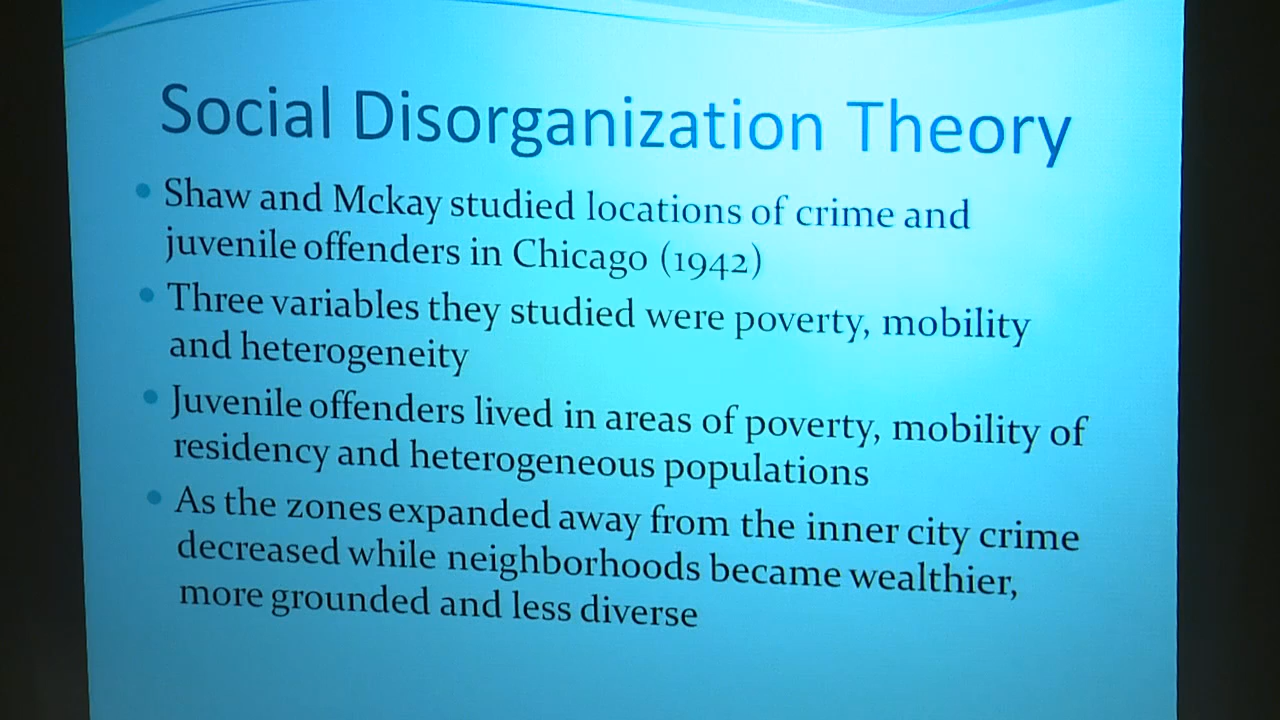 Social Disorganization Theory
• Shaw and Mckay studied locations of crime and
juvenile offenders in Chicago (1942)
• Three variables they studied were poverty, mobility
and heterogeneity
• Juvenile offenders lived in areas of poverty, mobility of
residency and heterogeneous populations
• As the zones expanded away from the inner city crime
decreased while neighborhoods became wealthier,
more grounded and less diverse